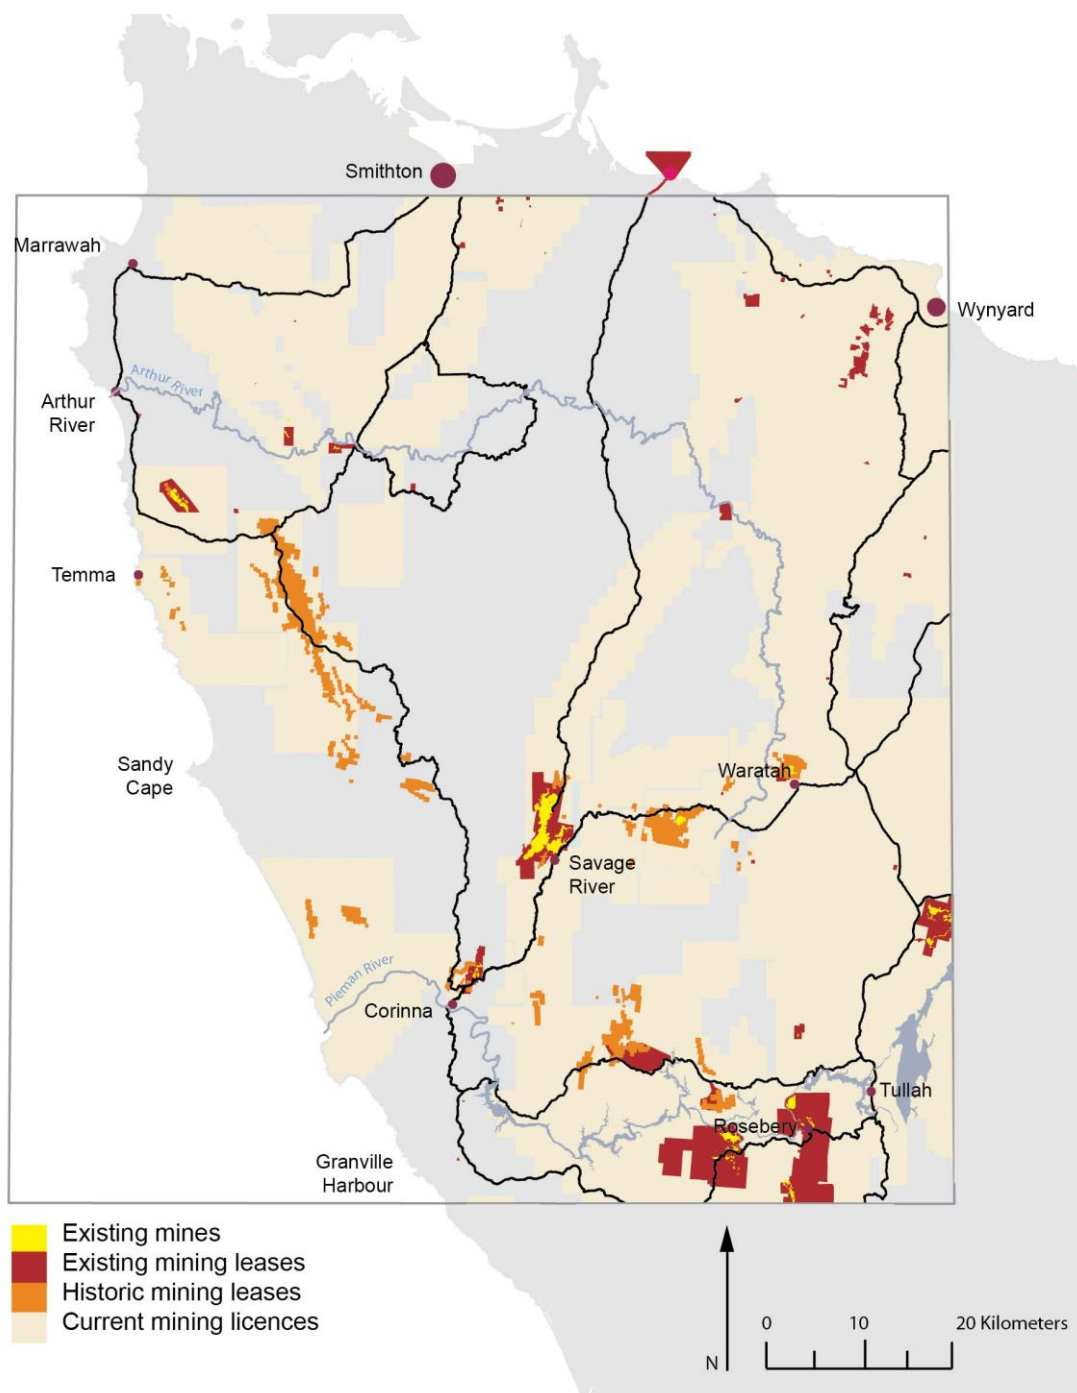 Smithton
Marrawah
Wynyard
Arthur River
Arthur
River
Temma
Sandy
Cape
Waratah
Savage
River
Pieman River
Corinna
Tullah
Rosebery
Granville
Harbour
Existing mines
Existing mining leases
Historic mining leases
Current mining licences
0 10 20 Kilometers
N